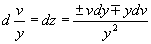 d v/y = dz = (±vdy∓ydv)/y²